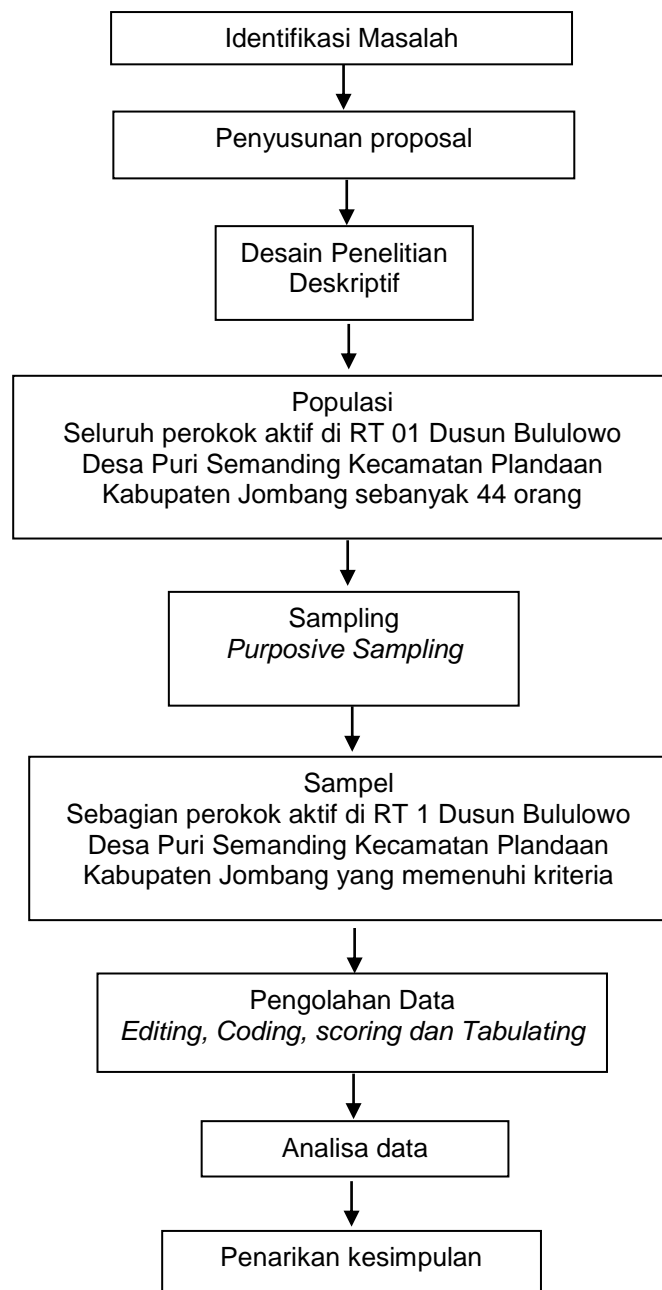 Identifikasi Masalah
Penyusunan proposal
Desain Penelitian
Deskriptif
Populasi
Seluruh perokok aktif di RT 01 Dusun Bululowo
Desa Puri Semanding Kecamatan Plandaan
Kabupaten Jombang sebanyak 44 orang
Sampling
Purposive Sampling
Sampel
Sebagian perokok aktif di RT 1 Dusun Bululowo
Desa Puri Semanding Kecamatan Plandaan
Kabupaten Jombang yang memenuhi kriteria
Pengolahan Data
Editing, Coding, scoring dan Tabulating
Analisa data
Penarikan kesimpulan